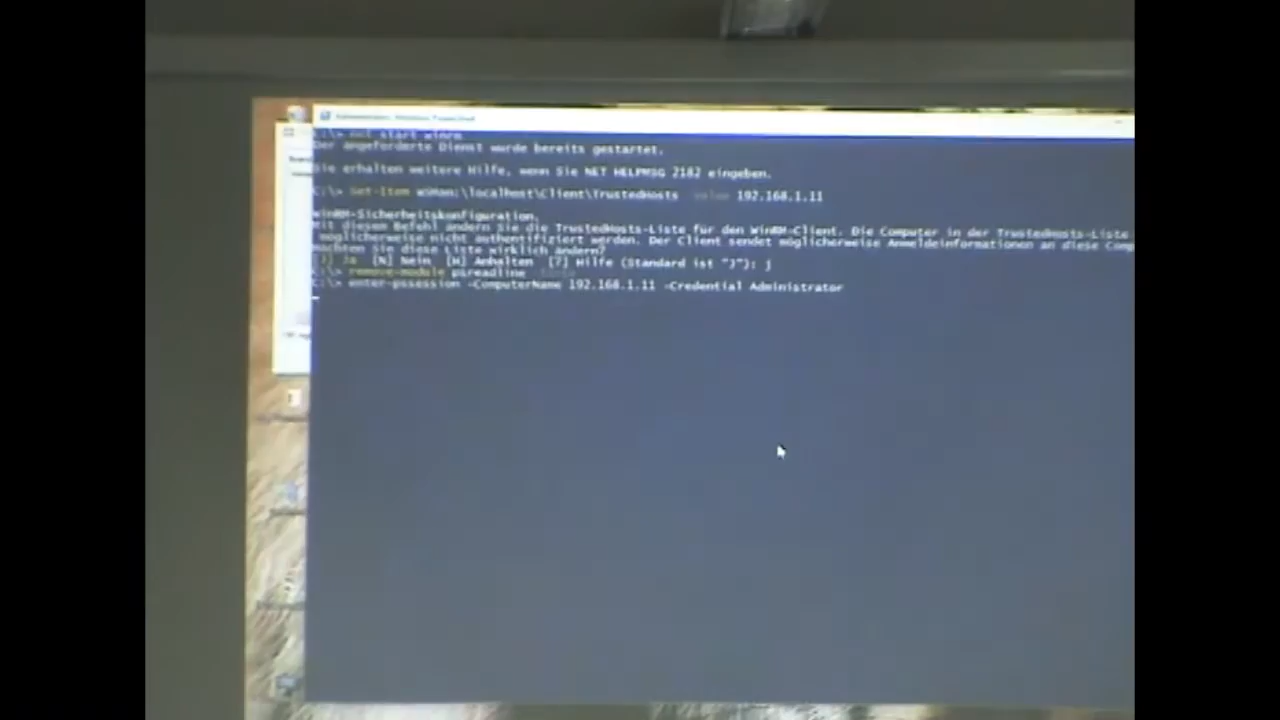 Administrator: Windows PowerShell
C:\> net start winrm
Der angeforderte Dienst wurde bereits gestartet.
Sie erhalten weitere Hilfe, wenn Sie NET HELPMSG 2182 eingeben.
C:\> Set-Item wsman:\localhost\Client\TrustedHosts -value 192.168.1.11
WinRM-Sicherheitskonfiguration.
Mit diesem Befehl ändern Sie die TrustedHosts-Liste für den WinRM-Client. Die Computer in der TrustedHosts-Liste
möglicherweise nicht authentifiziert werden. Der Client sendet möglicherweise Anmeldeinformationen an diese Comp
Möchten Sie diese Liste wirklich ändern?
[J] Ja [N] Nein [H] Anhalten [?] Hilfe (Standard ist "J"): j
C:\> remove-module psreadline
C:\> enter-pssession -ComputerName 192.168.1.11 -Credential Administrator